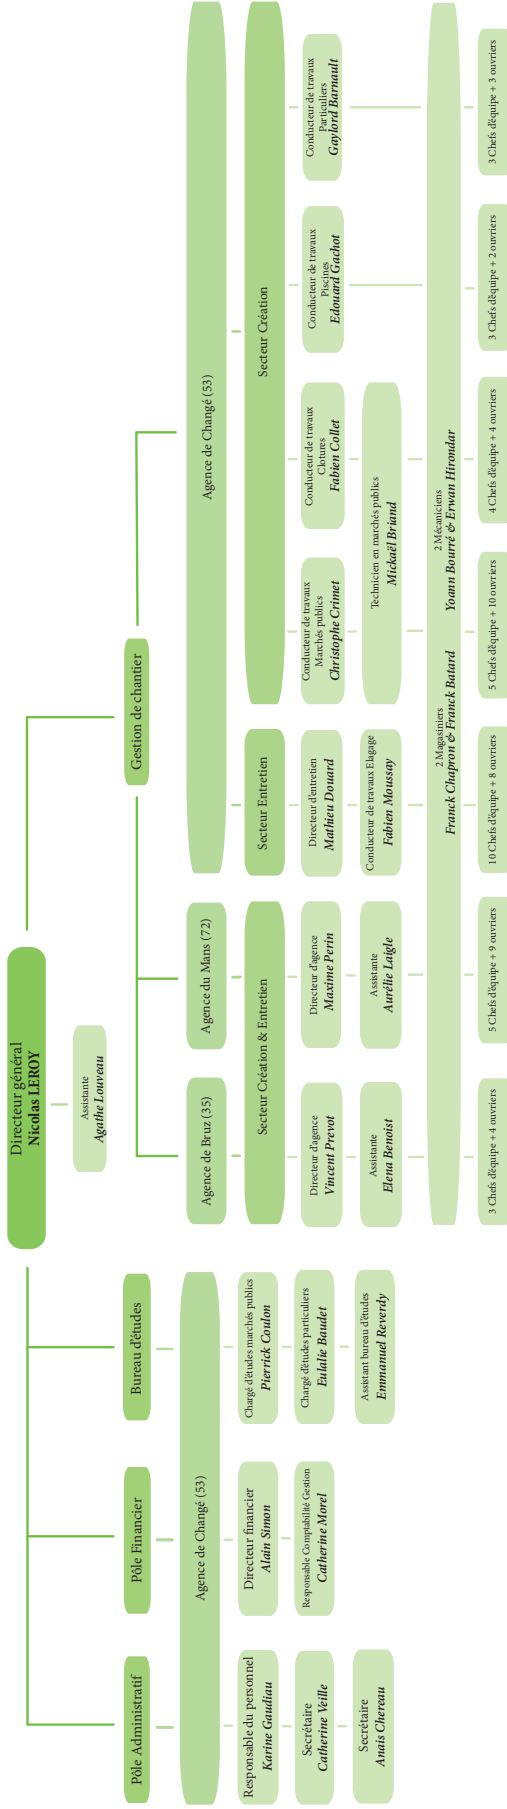 Directeur général
Nicolas LEROY
Assistante
Agathe Louveau
Pôle Administratif
Pôle Financier
Bureau d'études
Gestion de chantier
Agence de Changé (53)
Responsable du personnel
Karine Gaudiau
Secrétaire
Catherine Veille
Secrétaire
Anais Chereau
Directeur financier
Alain Simon
Responsable Comptabilité Gestion
Catherine Morel
Chargé d'études marchés publics
Pierrick Coulon
Chargé d'études particuliers
Eulalie Baudet
Assistant bureau d'études
Emmanuel Reverdy
Agence de Bruz (35)
Agence du Mans (72)
Agence de Changé (53)
Secteur Création & Entretien
Secteur Entretien
Secteur Création
Directeur d'agence
Vincent Prevot
Directeur d'agence
Maxime Perin
Directeur d'entretien
Mathieu Douard
Conducteur de travaux
Marchés publics
Christophe Crimet
Conducteur de travaux
Clotures
Fabien Collet
Conducteur de travaux
Piscines
Edouard Gachot
Conducteur de travaux
Particuliers
Gaylord Barnault
Assistante
Elena Benoist
Assistante
Aurélie Laigle
Conducteur de travaux Elagage
Fabien Moussay
Technicien en marchés publics
Mickaël Briand
2 Magasiniers
Franck Chapron & Franck Batard
2 Mécaniciens
Yoann Bourré & Erwan Hirondar
3 Chefs d'équipe + 4 ouvriers
5 Chefs d'équipe + 9 ouvriers
10 Chefs d'équipe + 8 ouvriers
5 Chefs d'équipe + 10 ouvriers
4 Chefs d'équipe + 4 ouvriers
3 Chefs d'équipe + 2 ouvriers
3 Chefs d'équipe + 3 ouvriers